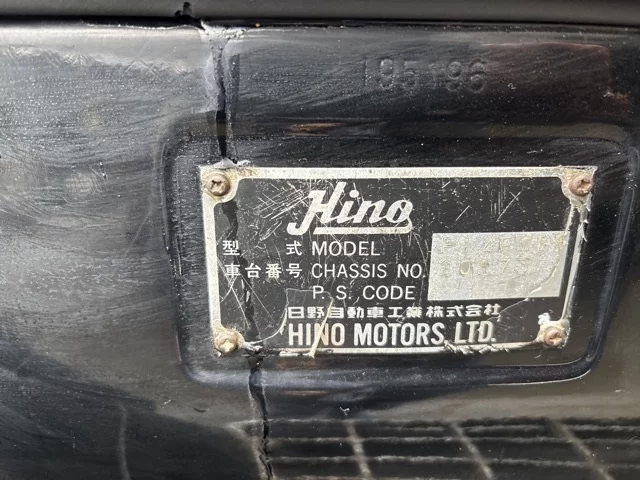 Hino
型式 MODEL
車台番号 CHASSIS NO.
P. S. CODE
日野自動車工業株式会社
HINO MOTORS, LTD.